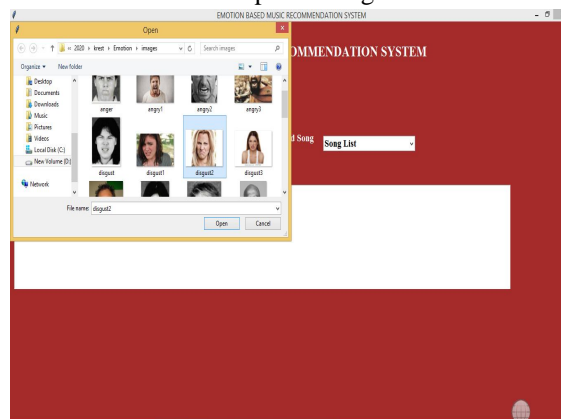 EMOTION BASED MUSIC RECOMMENDATION SYSTEM
Open
OMMENDATION SYSTEM
« 2020 › krest › Emotion › images
Search images
Organize
New folder
Desktop
Documents
Downloads
Music
Pictures
Videos
Local Disk (C:)
New Volume (D:)
Network
anger
angry1
angry2
angry3
disgust
disgust1
disgust2
disgust3
d Song
Song List
File name:
disgust2
Open
Cancel